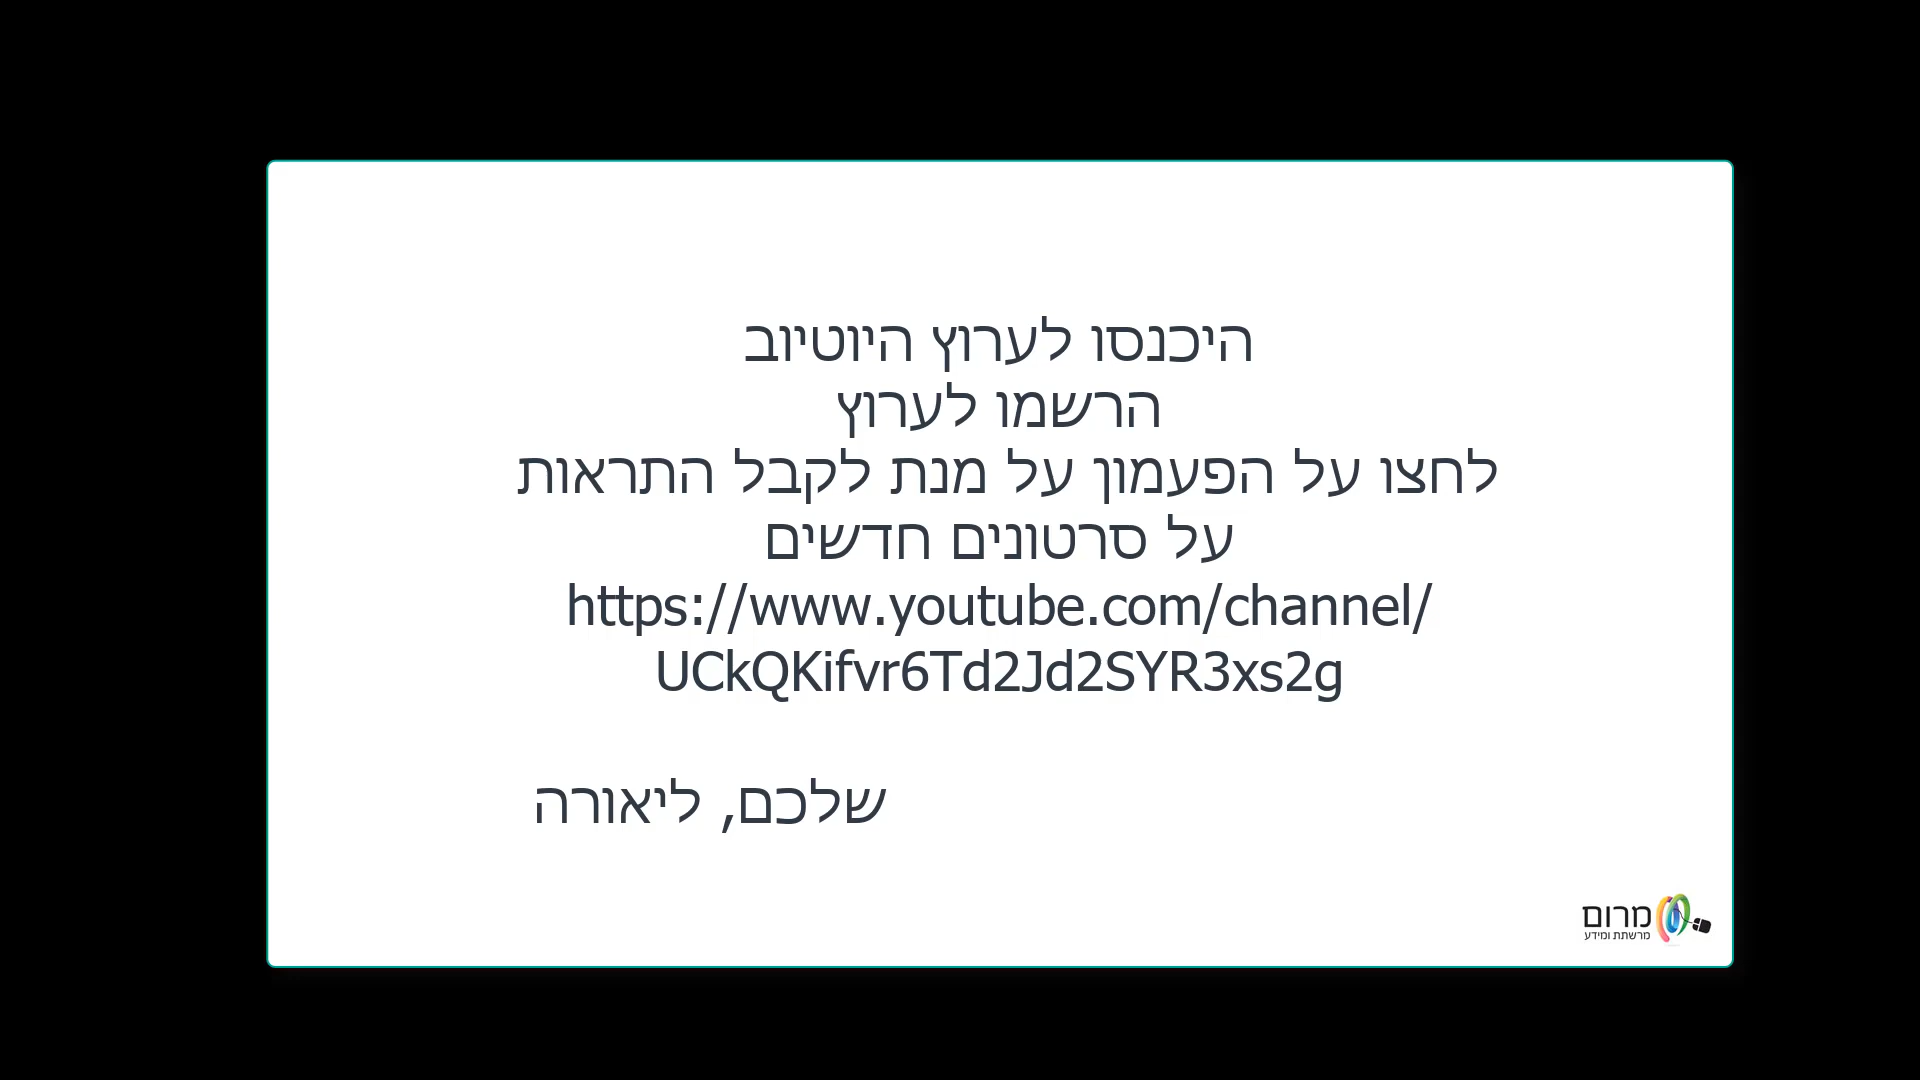 היכנסו לערוץ היוטיוב
הרשמו לערוץ
לחצו על הפעמון על מנת לקבל התראות
על סרטונים חדשים
https://www.youtube.com/channel/
UCkQKifvr6Td2Jd2SYR3xs2g
שלכם, ליאורה
מרום
מרשתת ומידע